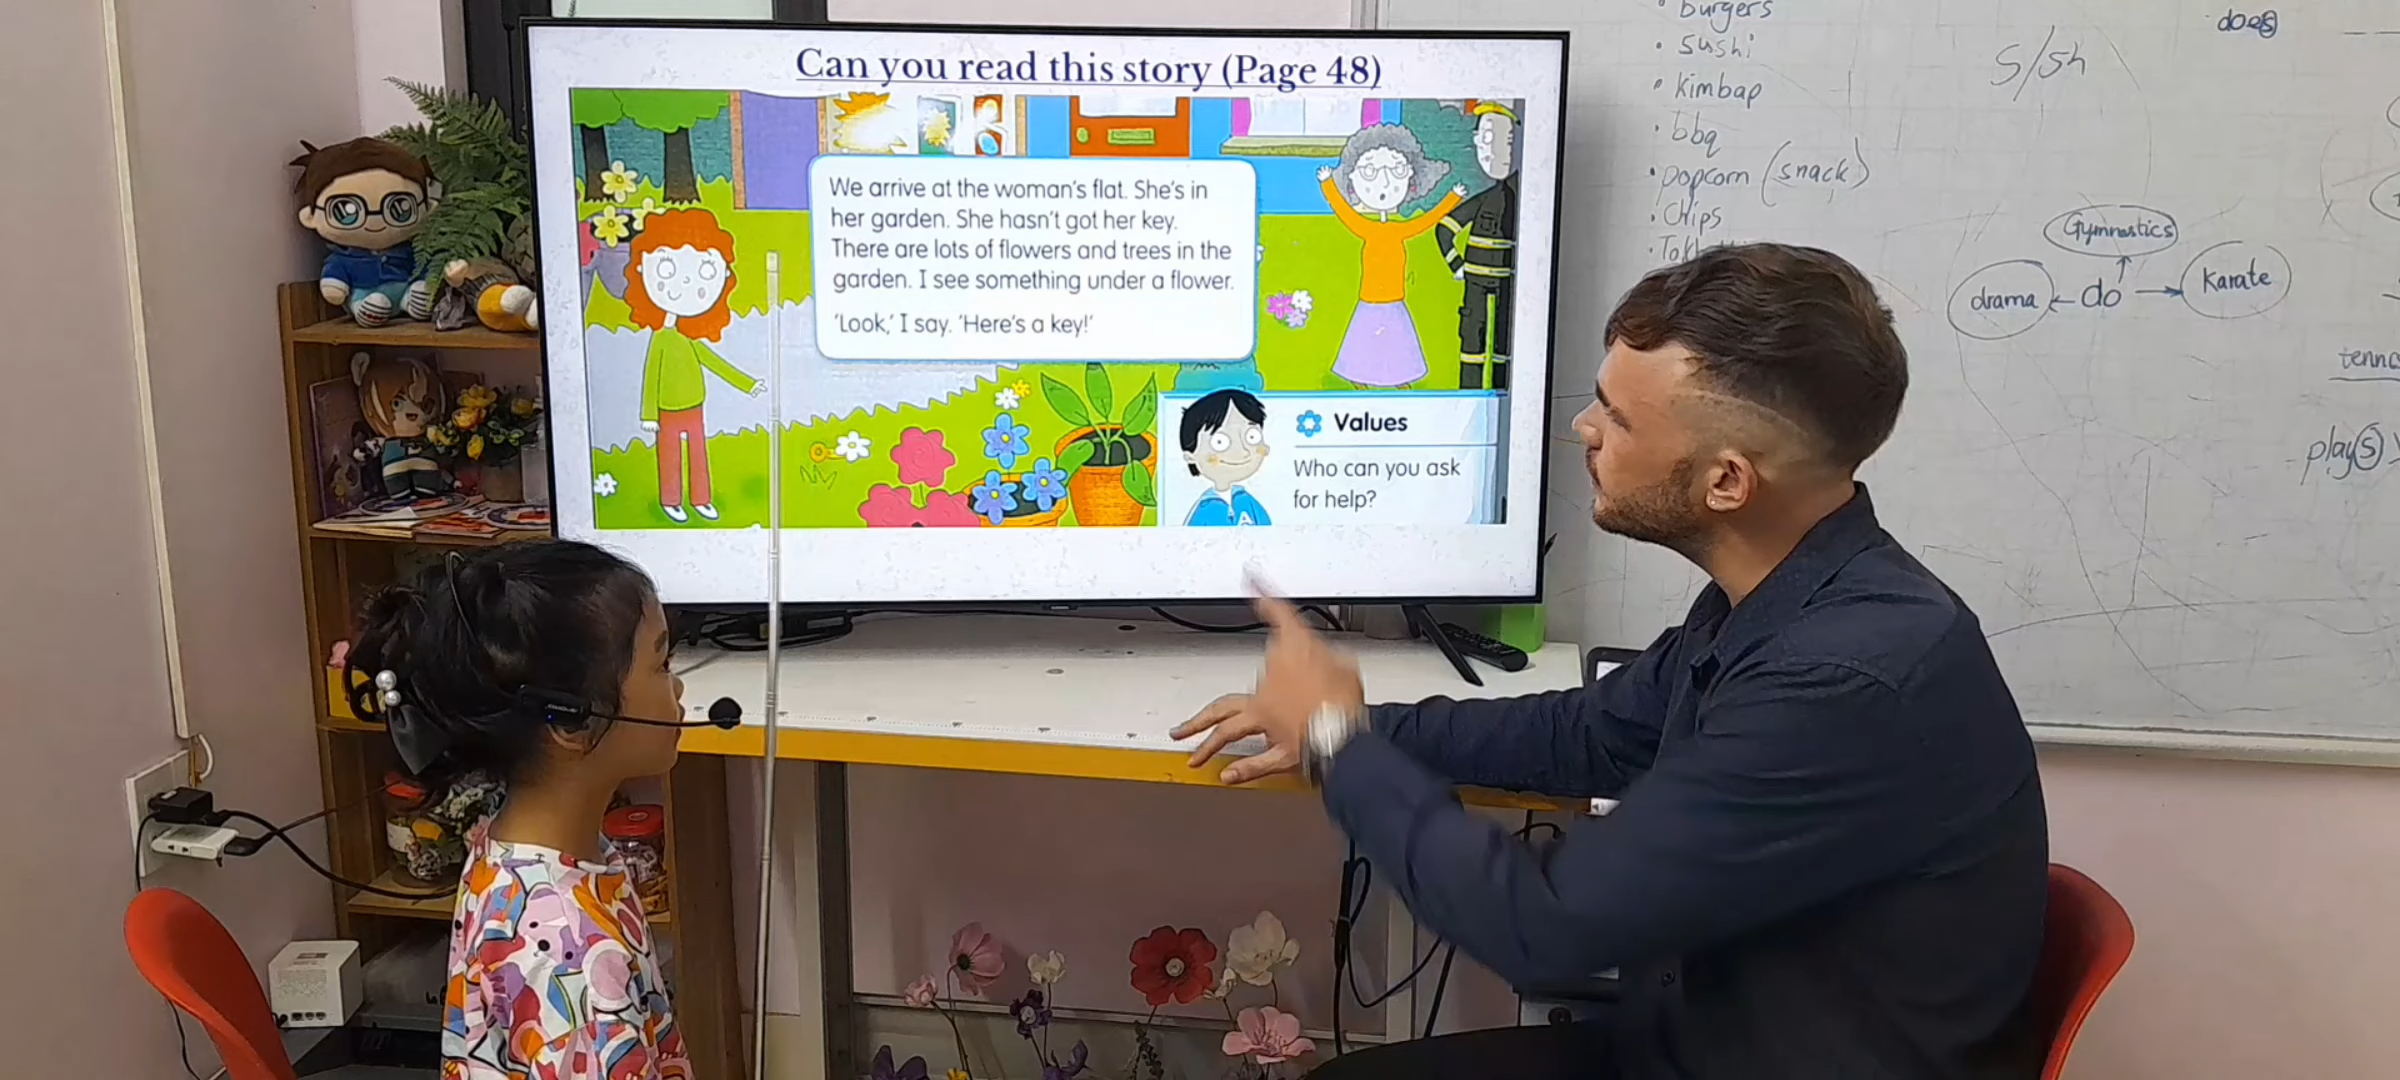 Can you read this story (Page 48)
We arrive at the woman's flat. She's in
her garden. She hasn't got her key.
There are lots of flowers and trees in the
garden. I see something under a flower.
'Look,' I say. 'Here's a key!'
Values
Who can you ask
for help?
burgers
• sushi
• kimbap
• bbq
• popcorn (snack)
• Chips
s/sh
does
Gymnastics
drama ← do → Karate
play(s)